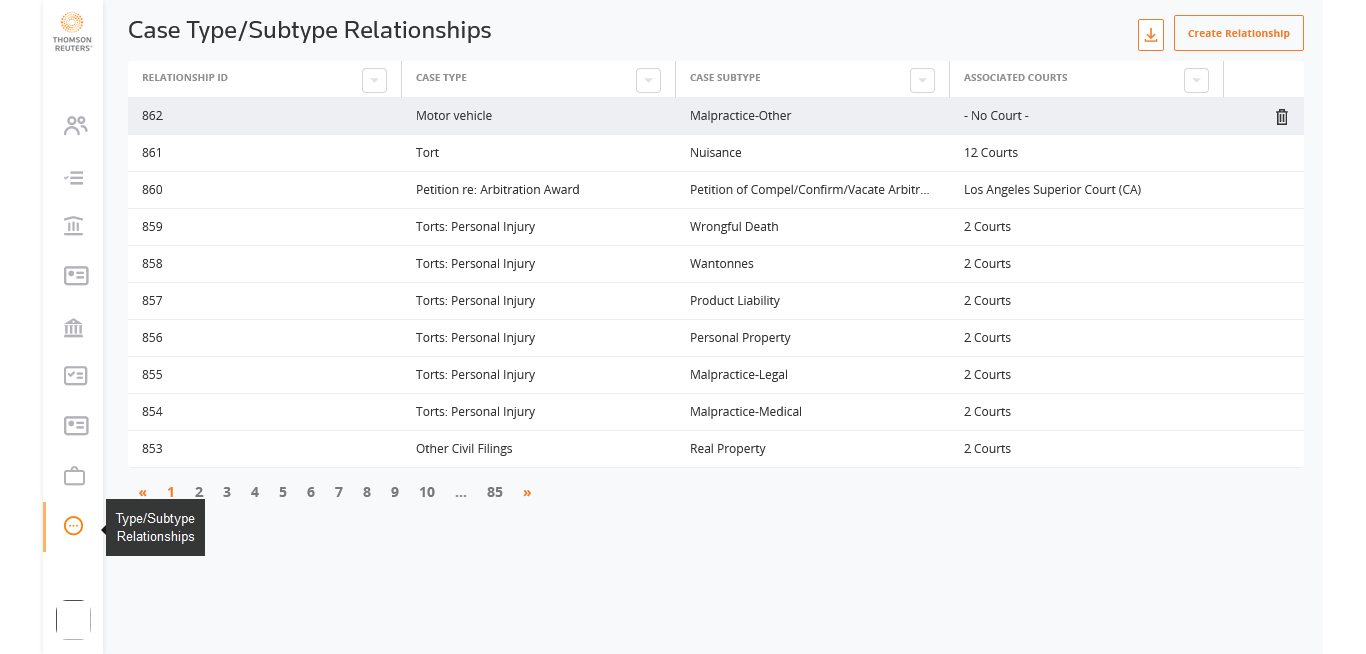 THOMSON
REUTERS®
Case Type/Subtype Relationships
Create Relationship
RELATIONSHIP ID CASE TYPE CASE SUBTYPE ASSOCIATED COURTS
862 Motor vehicle Malpractice-Other - No Court -
861 Tort Nuisance 12 Courts
860 Petition re: Arbitration Award Petition of Compel/Confirm/Vacate Arbitr... Los Angeles Superior Court (CA)
859 Torts: Personal Injury Wrongful Death 2 Courts
858 Torts: Personal Injury Wantonnes 2 Courts
857 Torts: Personal Injury Product Liability 2 Courts
856 Torts: Personal Injury Personal Property 2 Courts
855 Torts: Personal Injury Malpractice-Legal 2 Courts
854 Torts: Personal Injury Malpractice-Medical 2 Courts
853 Other Civil Filings Real Property 2 Courts
« 1 2 3 4 5 6 7 8 9 10 ... 85 »
Type/Subtype
Relationships